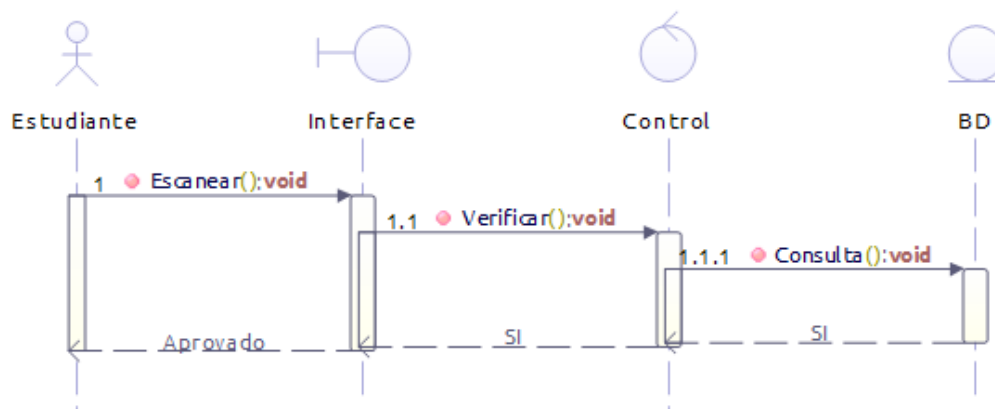 Estudiante Interface Control BD
1 Escanear():void
1.1 Verificar():void
1.1.1 Consulta():void
Aprovado SI SI